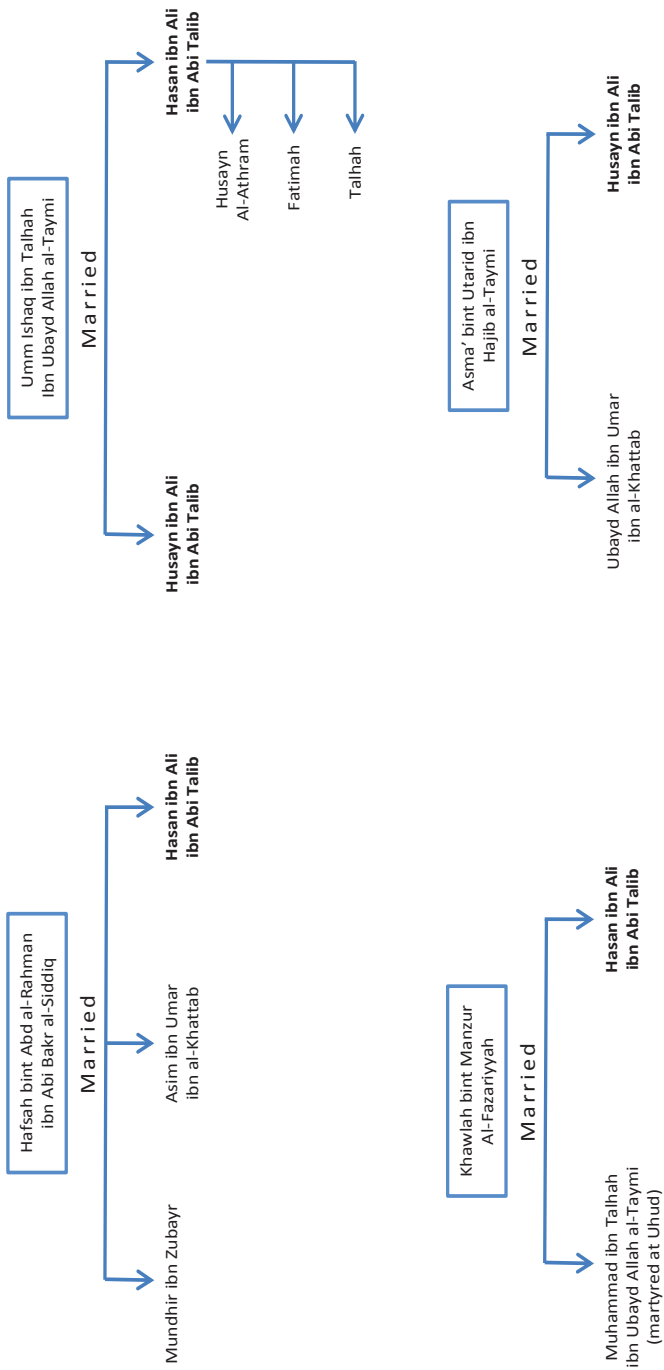 Hafsah bint Abd al-Rahman
ibn Abi Bakr al-Siddiq
Married
Mundhir ibn Zubayr
Asim ibn Umar
ibn al-Khattab
Hasan ibn Ali
ibn Abi Talib
Umm Ishaq ibn Talhah
Ibn Ubayd Allah al-Taymi
Married
Husayn ibn Ali
ibn Abi Talib
Hasan ibn Ali
ibn Abi Talib
Husayn
Al-Athram
Fatimah
Talhah
Khawlah bint Manzur
Al-Fazariyyah
Married
Muhammad ibn Talhah
ibn Ubayd Allah al-Taymi
(martyred at Uhud)
Hasan ibn Ali
ibn Abi Talib
Asma’ bint Utarid ibn
Hajib al-Taymi
Married
Ubayd Allah ibn Umar
ibn al-Khattab
Husayn ibn Ali
ibn Abi Talib